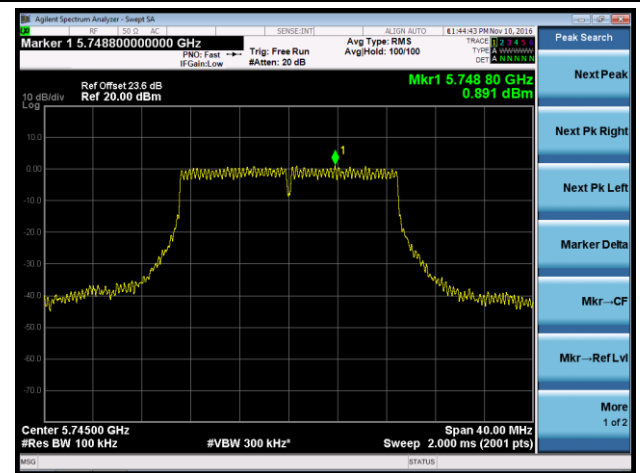 Agilent Spectrum Analyzer - Swept SA
RF 50 Ω AC SENSE:INT ALIGN AUTO 11:44:43 PM Nov 10, 2016
Marker 1 5.748800000000 GHz
PNO: Fast
IFGain:Low
Trig: Free Run
#Atten: 20 dB
Avg Type: RMS
Avg|Hold: 100/100
TRACE 1 2 3 4 5 6
TYPE A WWWWW
DET A N N N N N
Peak Search
Mkr1 5.748 80 GHz
0.891 dBm
Ref Offset 23.6 dB
10 dB/div Ref 20.00 dBm
Log
10.0
0.00
-10.0
-20.0
-30.0
-40.0
-50.0
-60.0
-70.0
1
Next Peak
Next Pk Right
Next Pk Left
Marker Delta
Mkr→CF
Mkr→Ref Lvl
More
1 of 2
Center 5.74500 GHz Span 40.00 MHz
#Res BW 100 kHz #VBW 300 kHz* Sweep 2.000 ms (2001 pts)
MSG STATUS